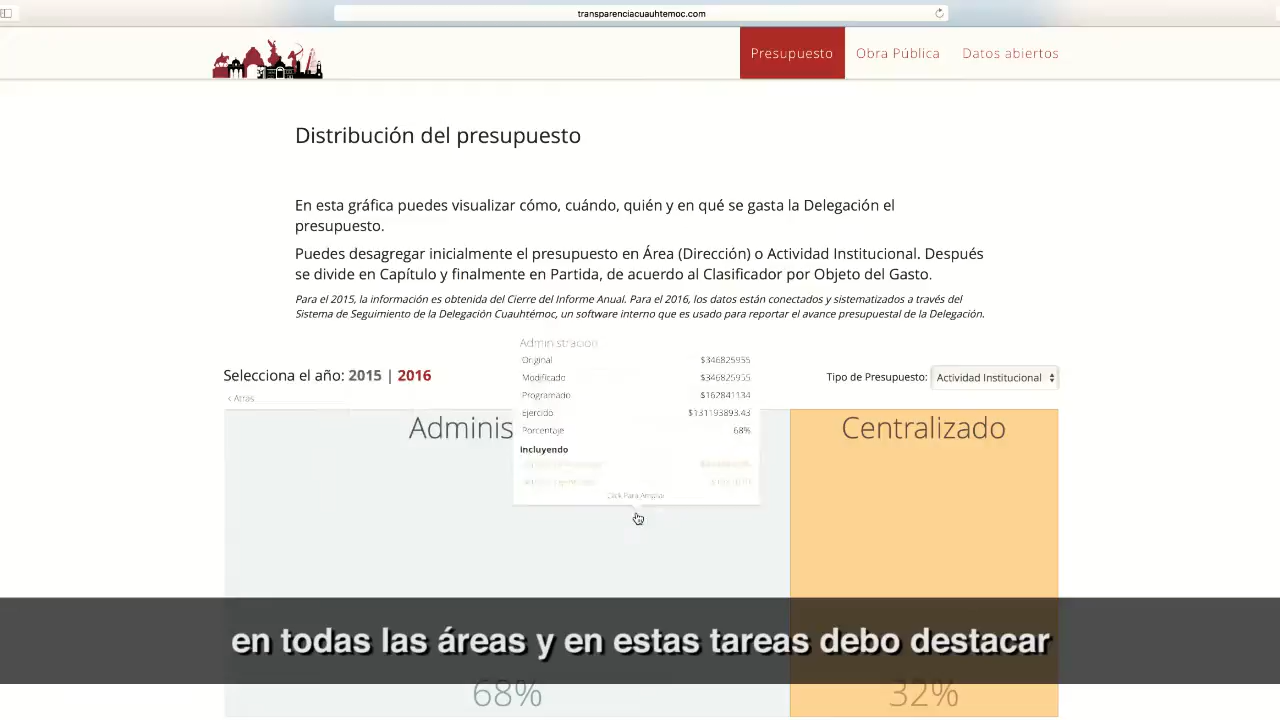 transparenciacuauhtemoc.com
Presupuesto
Obra Pública
Datos abiertos
Distribución del presupuesto
En esta gráfica puedes visualizar cómo, cuándo, quién y en qué se gasta la Delegación el
presupuesto.
Puedes desagregar inicialmente el presupuesto en Área (Dirección) o Actividad Institucional. Después
se divide en Capítulo y finalmente en Partida, de acuerdo al Clasificador por Objeto del Gasto.
Para el 2015, la información es obtenida del Cierre del Informe Anual. Para el 2016, los datos están conectados y sistematizados a través del
Sistema de Seguimiento de la Delegación Cuauhtémoc, un software interno que es usado para reportar el avance presupuestal de la Delegación.
Selecciona el año: 2015 | 2016
Tipo de Presupuesto: Actividad Institucional
‹ Atras
Administración
Original $346825955
Modificado $346825955
Programado $162841134
Ejercido $131193893.43
Porcentaje 68%
Incluyendo
Click Para Ampliar
Adminis
Centralizado
en todas las áreas y en estas tareas debo destacar
68%
32%